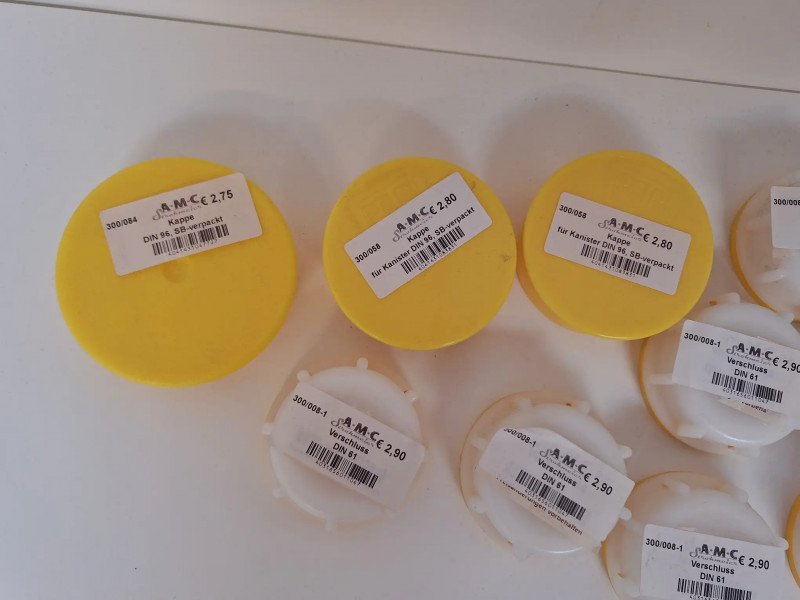 300/084 A·M·C € 2,75
Kappe
DIN 96, SB-verpackt
300/058 A·M·C € 2,80
Kappe
für Kanister DIN 96, SB-verpackt
300/058 A·M·C € 2,80
Kappe
für Kanister DIN 96, SB-verpackt
300/008
300/008-1 A·M·C € 2,90
Verschluss
DIN 61
300/008-1 A·M·C € 2,90
Verschluss
DIN 61
300/008-1 A·M·C € 2,90
Verschluss
DIN 61
vorbehalten
300/008-1 A·M·C € 2,90
Verschluss
DIN 61